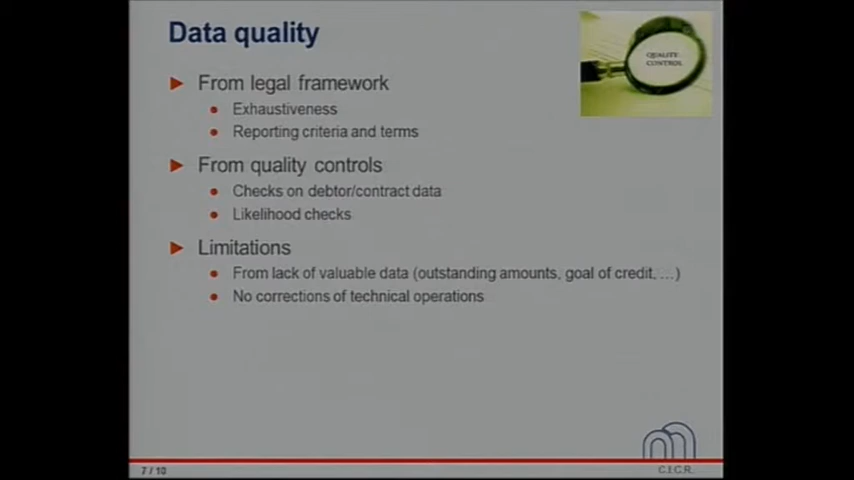 Data quality
QUALITY
CONTROL
► From legal framework
• Exhaustiveness
• Reporting criteria and terms
► From quality controls
• Checks on debtor/contract data
• Likelihood checks
► Limitations
• From lack of valuable data (outstanding amounts, goal of credit, …)
• No corrections of technical operations
7 / 10
C.I.C.R.